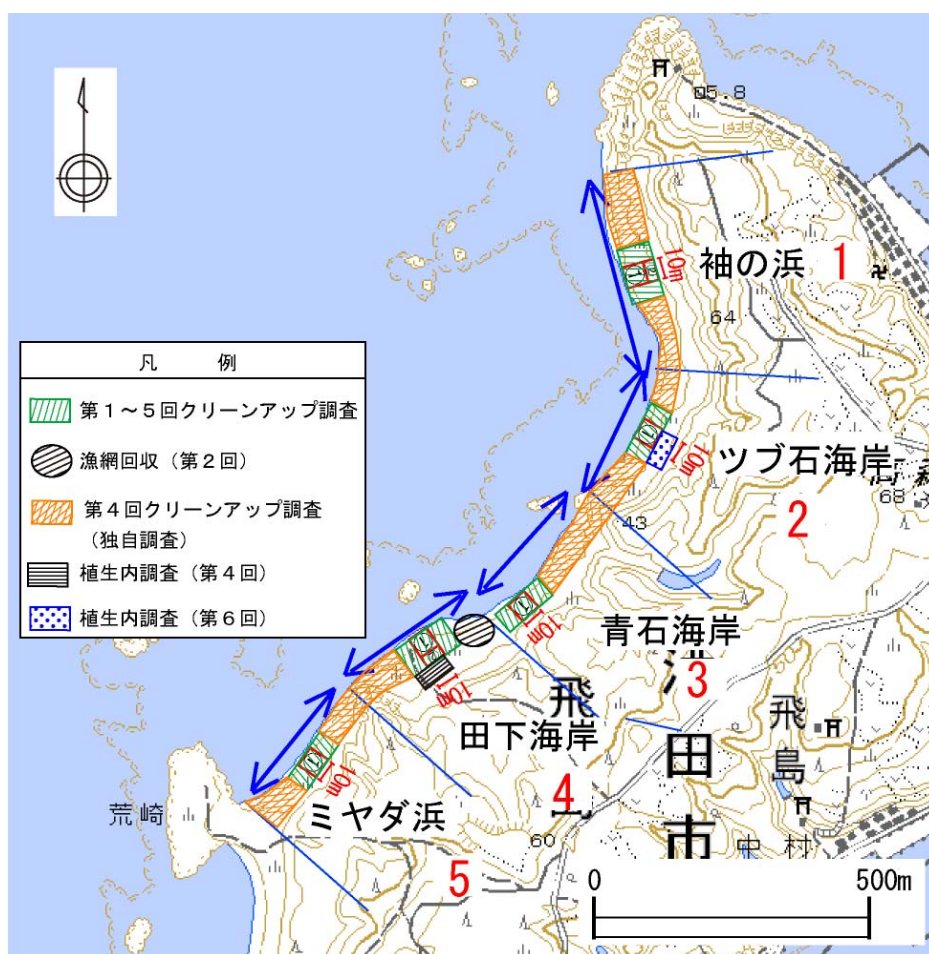 5.8
袖の浜
1
10m
64
凡 例
第1～5回クリーンアップ調査
漁網回収（第2回）
第4回クリーンアップ調査
（独自調査）
植生内調査（第4回）
植生内調査（第6回）
10m
ツブ石海岸
2
68
43
10m
青石海岸
3
10m
飛
飛
島
田下海岸
4
田
市
10m
荒崎
ミヤダ浜
5
60
中村
0
500m